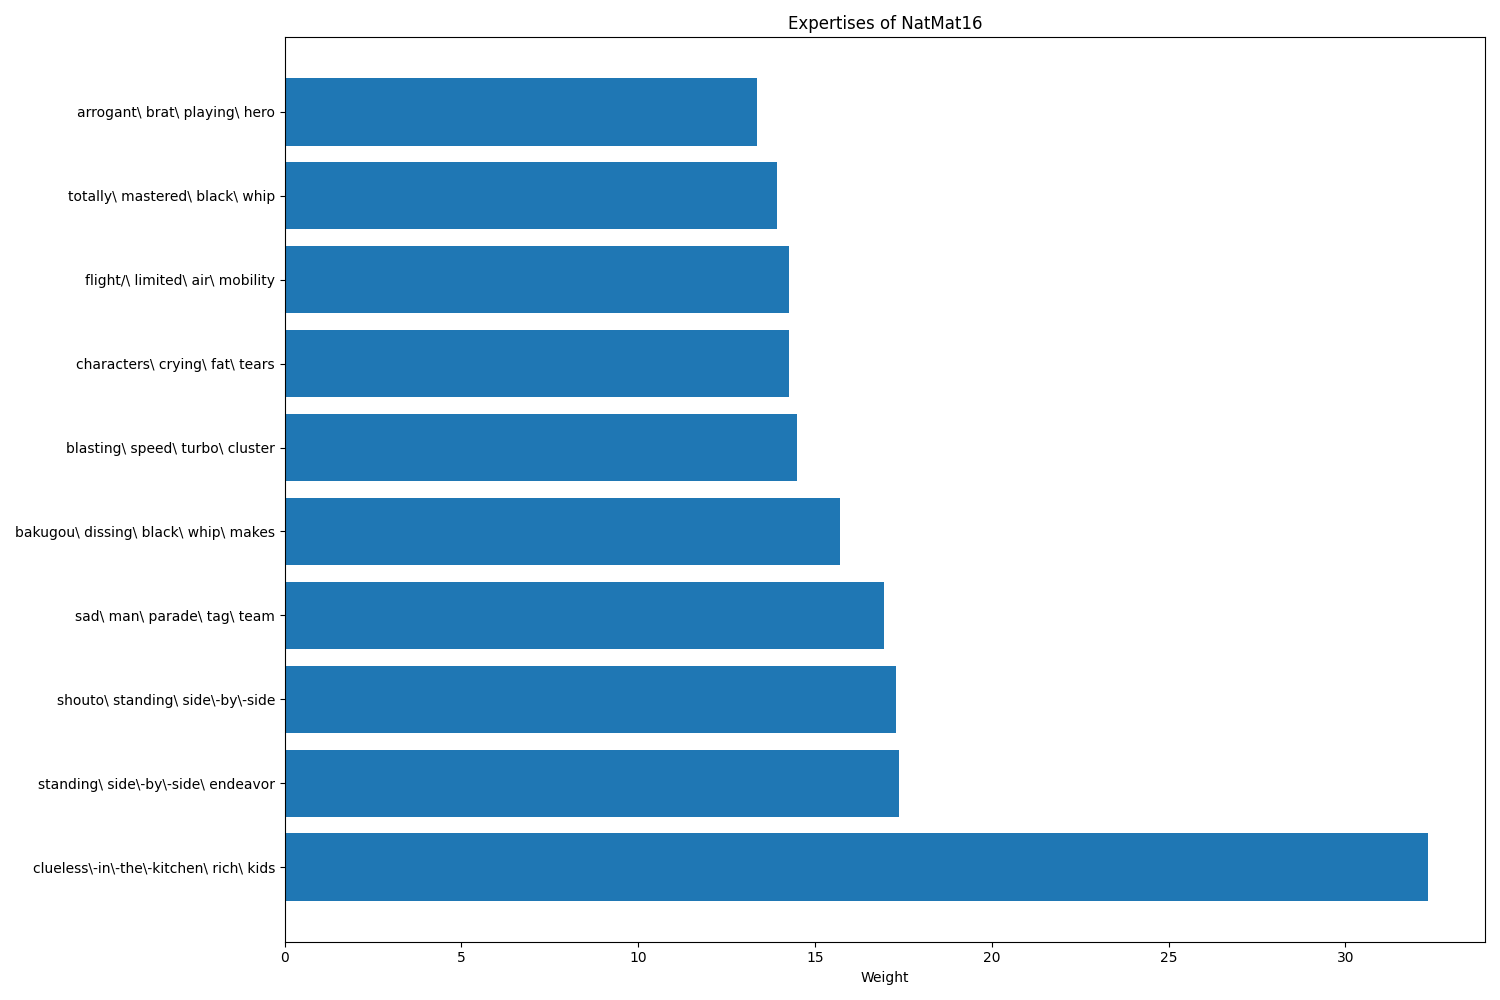 Expertises of NatMat16
arrogant\ brat\ playing\ hero
totally\ mastered\ black\ whip
flight/\ limited\ air\ mobility
characters\ crying\ fat\ tears
blasting\ speed\ turbo\ cluster
bakugou\ dissing\ black\ whip\ makes
sad\ man\ parade\ tag\ team
shouto\ standing\ side\-by\-side
standing\ side\-by\-side\ endeavor
clueless\-in\-the\-kitchen\ rich\ kids
0 5 10 15 20 25 30
Weight